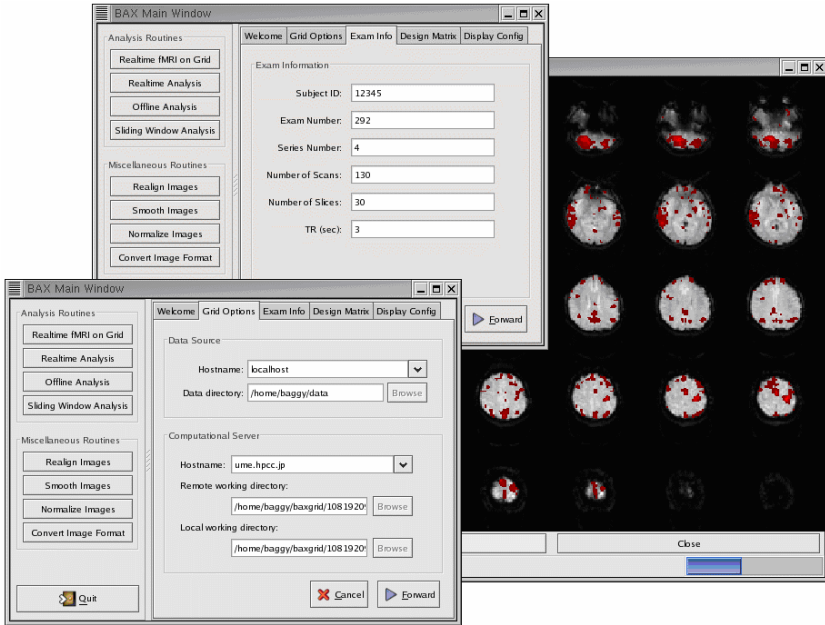 BAX Main Window
Analysis Routines
Realtime fMRI on Grid
Realtime Analysis
Offline Analysis
Sliding Window Analysis
Miscellaneous Routines
Realign Images
Smooth Images
Normalize Images
Convert Image Format
Welcome Grid Options Exam Info Design Matrix Display Config
Exam Information
Subject ID: 12345
Exam Number: 292
Series Number: 4
Number of Scans: 130
Number of Slices: 30
TR (sec): 3
Forward
BAX Main Window
Analysis Routines
Realtime fMRI on Grid
Realtime Analysis
Offline Analysis
Sliding Window Analysis
Miscellaneous Routines
Realign Images
Smooth Images
Normalize Images
Convert Image Format
Quit
Welcome Grid Options Exam Info Design Matrix Display Config
Data Source
Hostname: localhost
Data directory: /home/baggy/data Browse
Computational Server
Hostname: ume.hpcc.jp
Remote working directory:
/home/baggy/baxgrid/1081920 Browse
Local working directory:
/home/baggy/baxgrid/1081920 Browse
Cancel Forward
Close